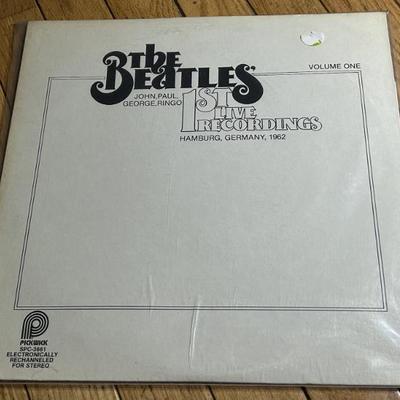 the
BEATLES'
VOLUME ONE
JOHN, PAUL,
GEORGE, RINGO
1ST
LIVE
RECORDINGS
HAMBURG, GERMANY, 1962
P
PICKWICK
SPC-3661
ELECTRONICALLY
RECHANNELED
FOR STEREO